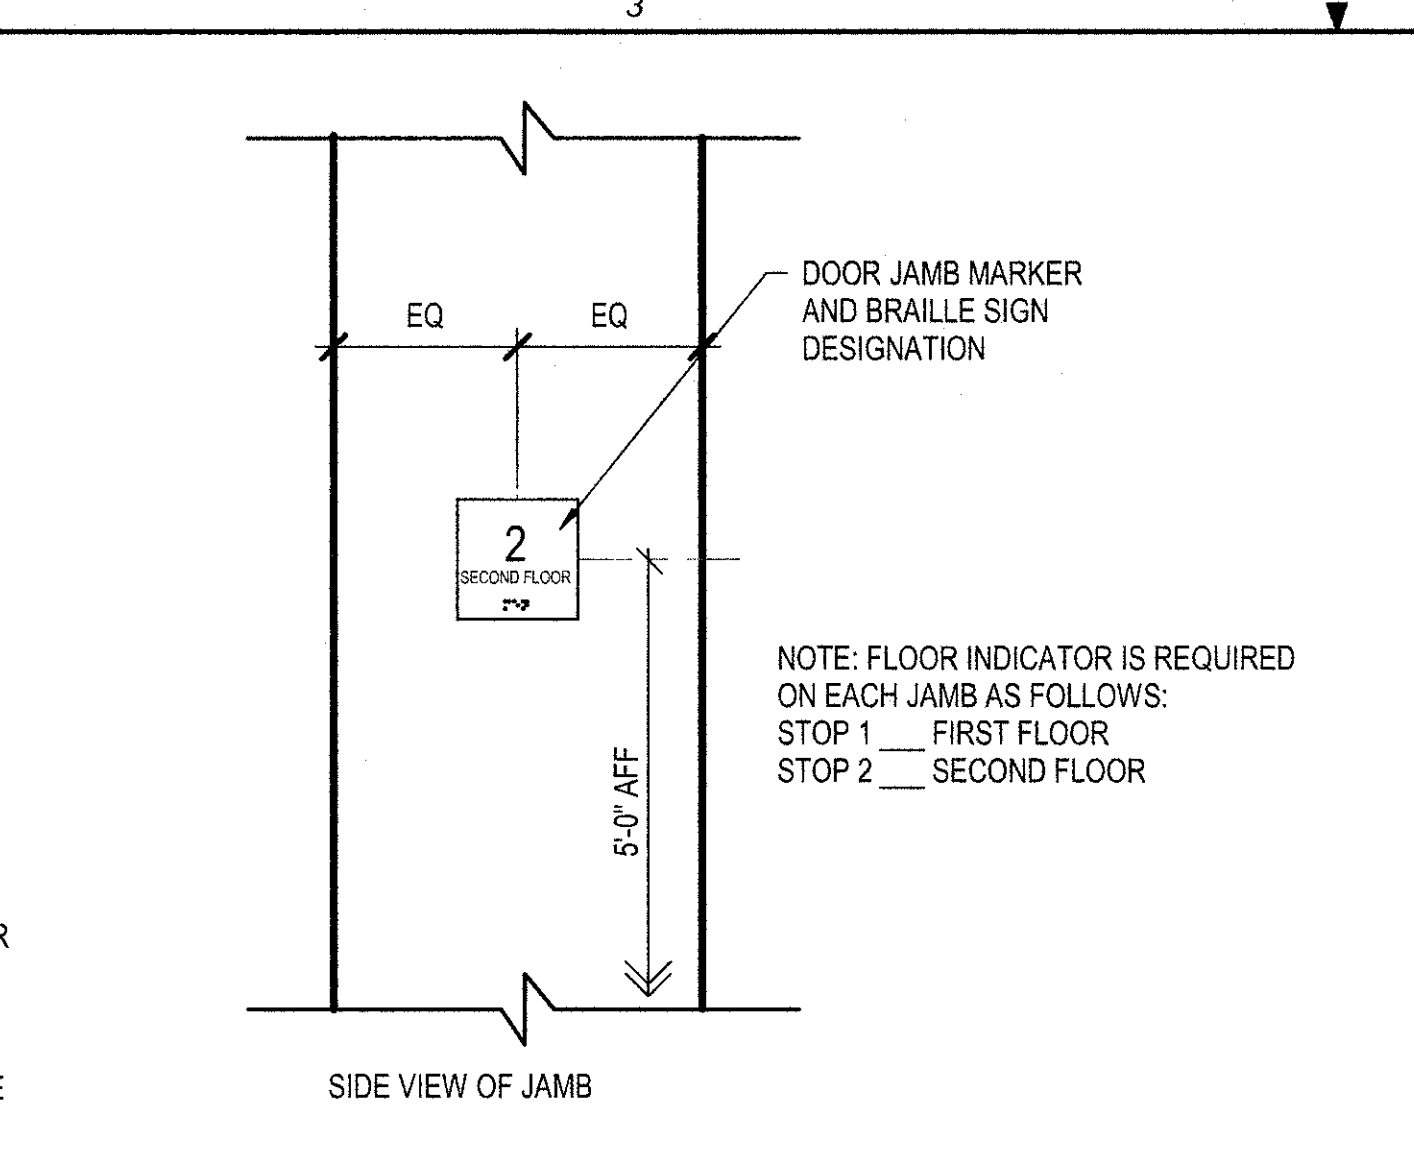 3
EQ
EQ
DOOR JAMB MARKER
AND BRAILLE SIGN
DESIGNATION
2
SECOND FLOOR
NOTE: FLOOR INDICATOR IS REQUIRED
ON EACH JAMB AS FOLLOWS:
STOP 1 ___ FIRST FLOOR
STOP 2 ___ SECOND FLOOR
5'-0" AFF
R
E
SIDE VIEW OF JAMB